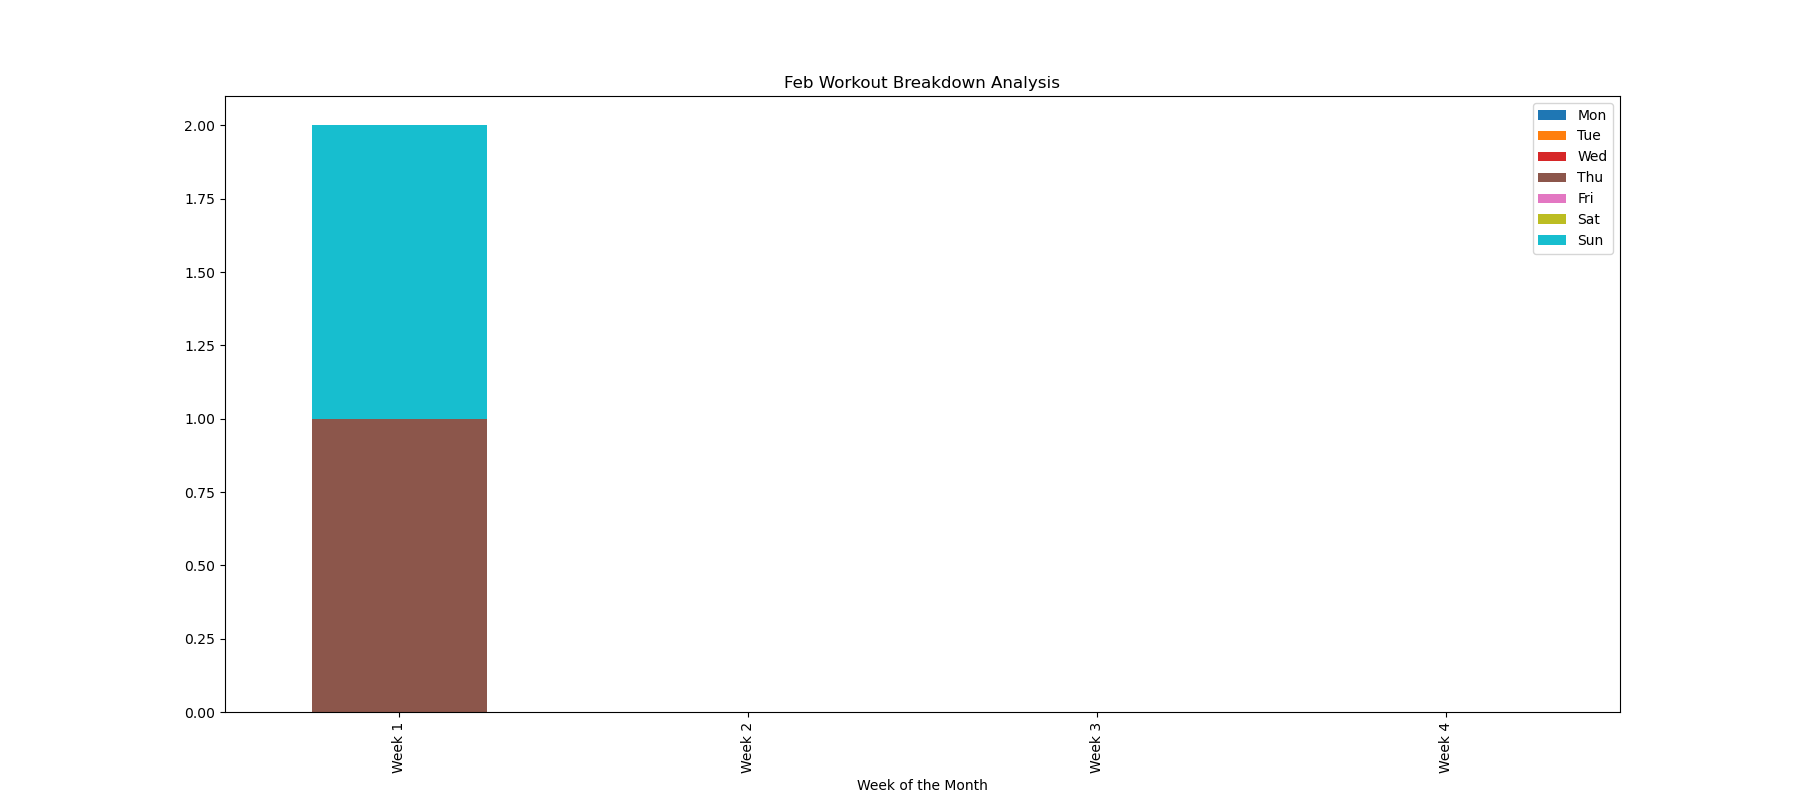 Feb Workout Breakdown Analysis
2.00
1.75
1.50
1.25
1.00
0.75
0.50
0.25
0.00
Mon
Tue
Wed
Thu
Fri
Sat
Sun
Week 1
Week 2
Week 3
Week 4
Week of the Month